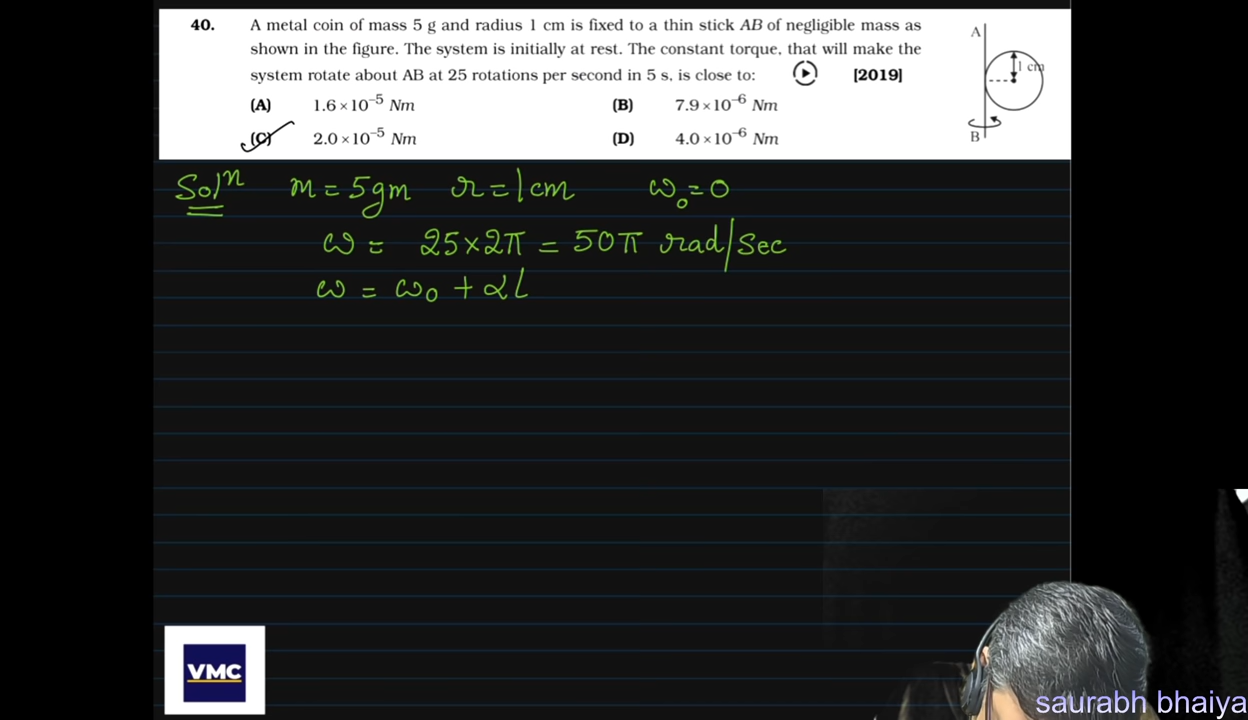 40. A metal coin of mass 5 g and radius 1 cm is fixed to a thin stick AB of negligible mass as
shown in the figure. The system is initially at rest. The constant torque, that will make the
system rotate about AB at 25 rotations per second in 5 s, is close to: [2019]
(A) 1.6 × 10⁻⁵ Nm (B) 7.9 × 10⁻⁶ Nm
(C) 2.0 × 10⁻⁵ Nm (D) 4.0 × 10⁻⁶ Nm
A
1 cm
B
Solⁿ m = 5gm r = 1cm ω₀ = 0
ω = 25×2π = 50π rad/sec
ω = ω₀ + αt
VMC
saurabh bhaiya